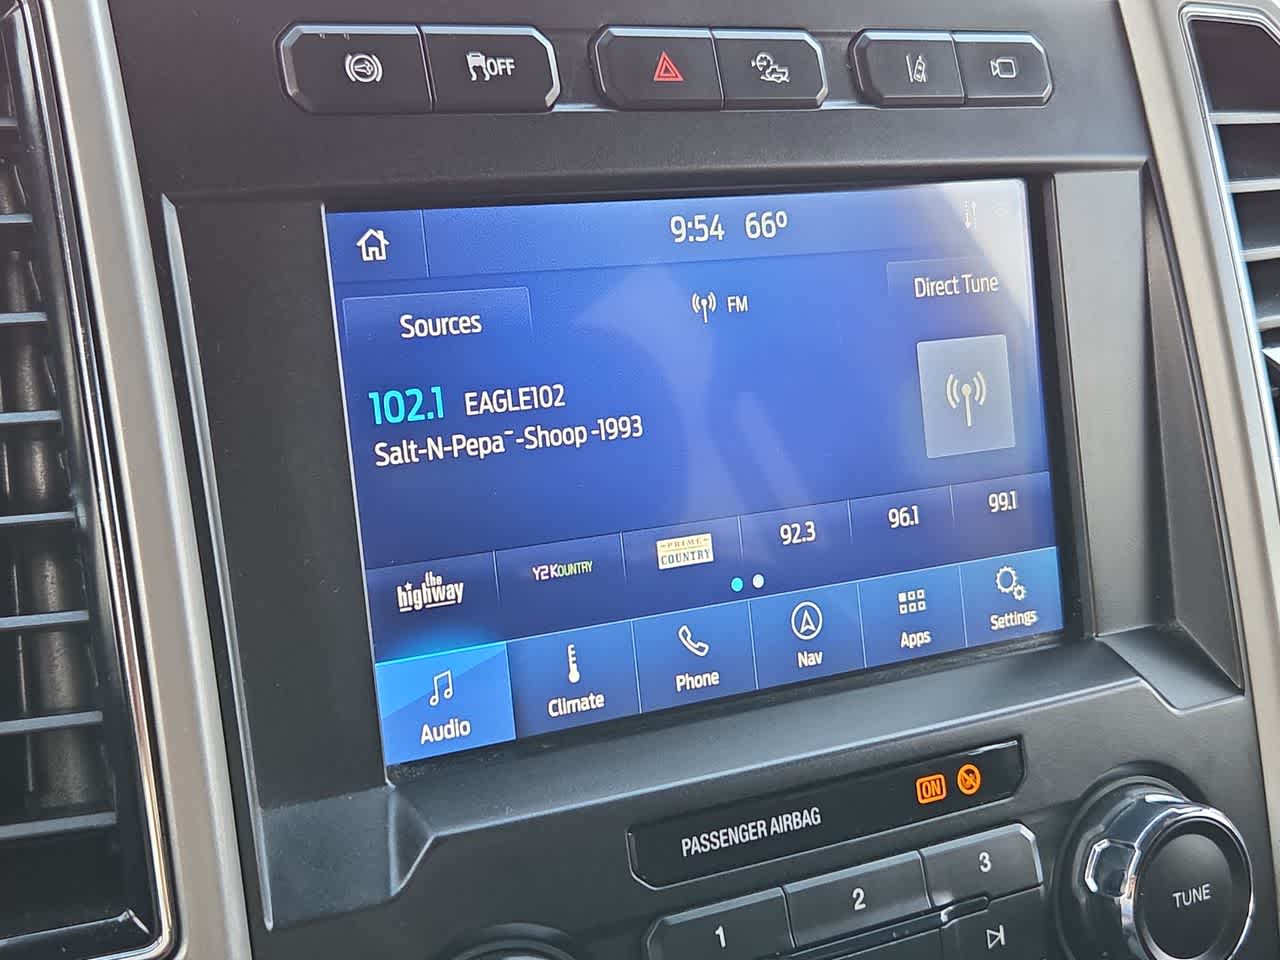 OFF
9:54 66º
Sources
FM
Direct Tune
102.1 EAGLE102
Salt-N-Pepa¯-Shoop -1993
the highway
Y2KOUNTRY
PRIME COUNTRY
92.3
96.1
99.1
Audio
Climate
Phone
Nav
Apps
Settings
PASSENGER AIRBAG
ON
1
2
3
TUNE